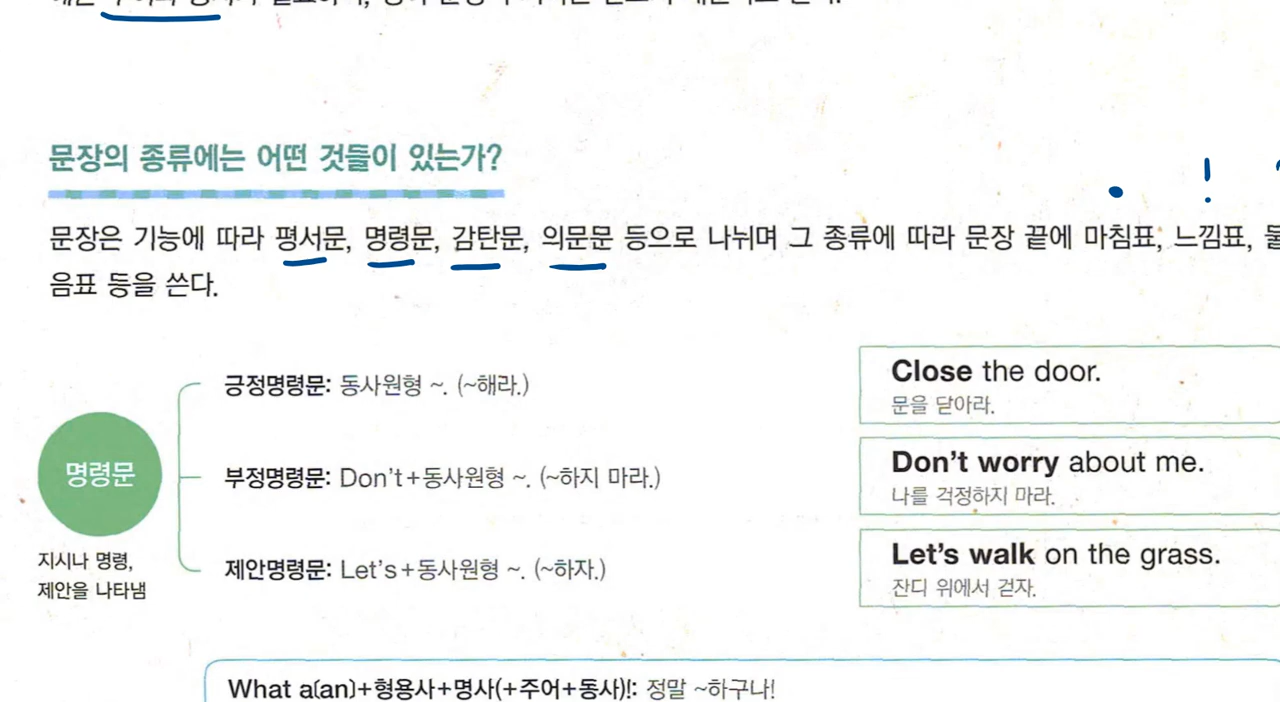 문장의 종류에는 어떤 것들이 있는가?
. !
문장은 기능에 따라 평서문, 명령문, 감탄문, 의문문 등으로 나뉘며 그 종류에 따라 문장 끝에 마침표, 느낌표, 물
음표 등을 쓴다.
명령문
지시나 명령,
제안을 나타냄
긍정명령문: 동사원형 ~. (~해라.)
Close the door.
문을 닫아라.
부정명령문: Don't+동사원형 ~. (~하지 마라.)
Don't worry about me.
나를 걱정하지 마라.
제안명령문: Let's+동사원형 ~. (~하자.)
Let's walk on the grass.
잔디 위에서 걷자.
What a(an)+형용사+명사(+주어+동사)!: 정말 ~하구나!